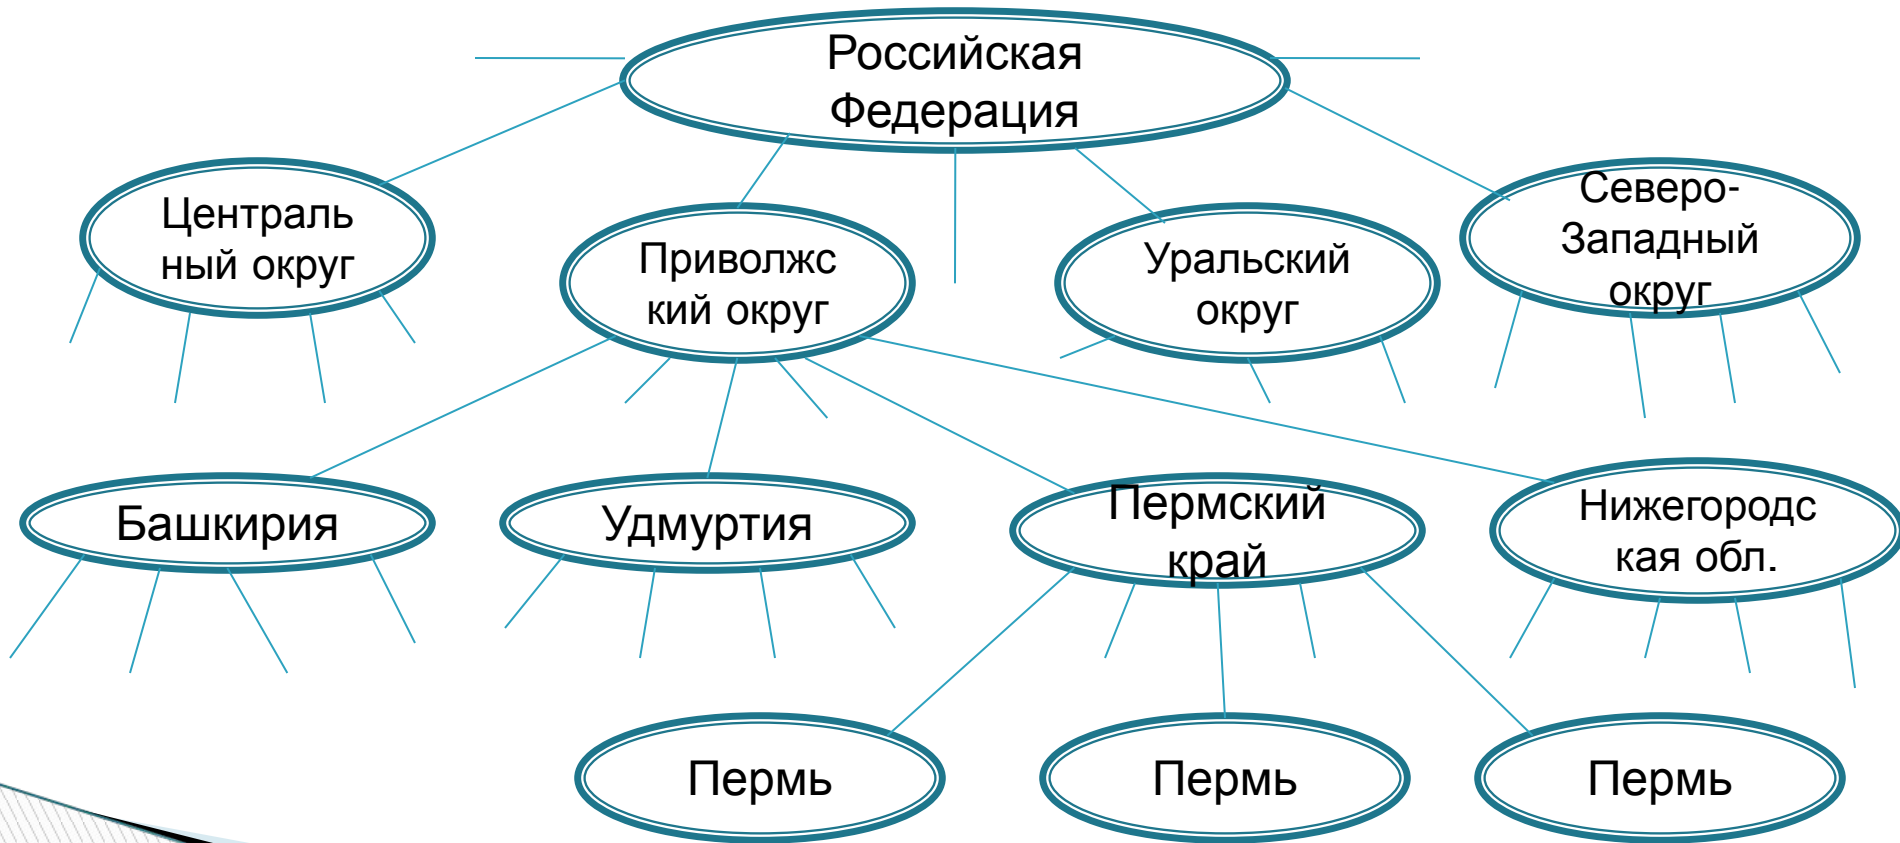 Российская
Федерация
Централь
ный округ
Приволжс
кий округ
Уральский
округ
Северо-
Западный
округ
Башкирия
Удмуртия
Пермский
край
Нижегородс
кая обл.
Пермь
Пермь
Пермь